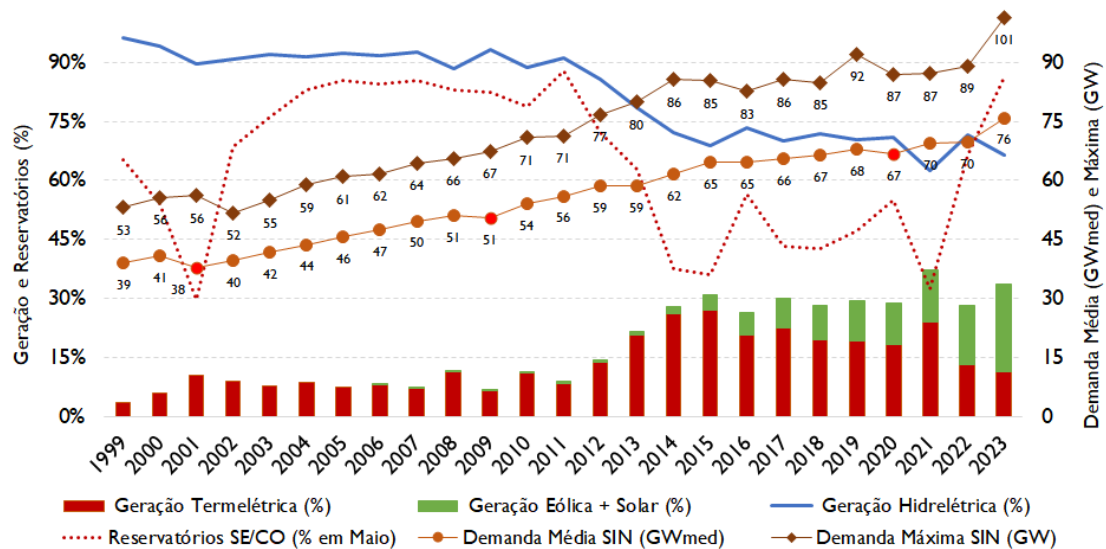 Geração e Reservatórios (%)
90%
75%
60%
45%
30%
15%
0%
53 56 56 52 55 59 61 62 64 66 67 71 71 77 80 86 85 83 86 85 92 87 87 89 101
39 41 38 40 42 44 46 47 50 51 51 54 56 59 59 62 65 65 66 67 68 67 70 70 76
90
75
60
45
30
15
0
Demanda Média (GWmed) e Máxima (GW)
1999 2000 2001 2002 2003 2004 2005 2006 2007 2008 2009 2010 2011 2012 2013 2014 2015 2016 2017 2018 2019 2020 2021 2022 2023
Geração Termelétrica (%) Geração Eólica + Solar (%) Geração Hidrelétrica (%)
Reservatórios SE/CO (% em Maio) Demanda Média SIN (GWmed) Demanda Máxima SIN (GW)